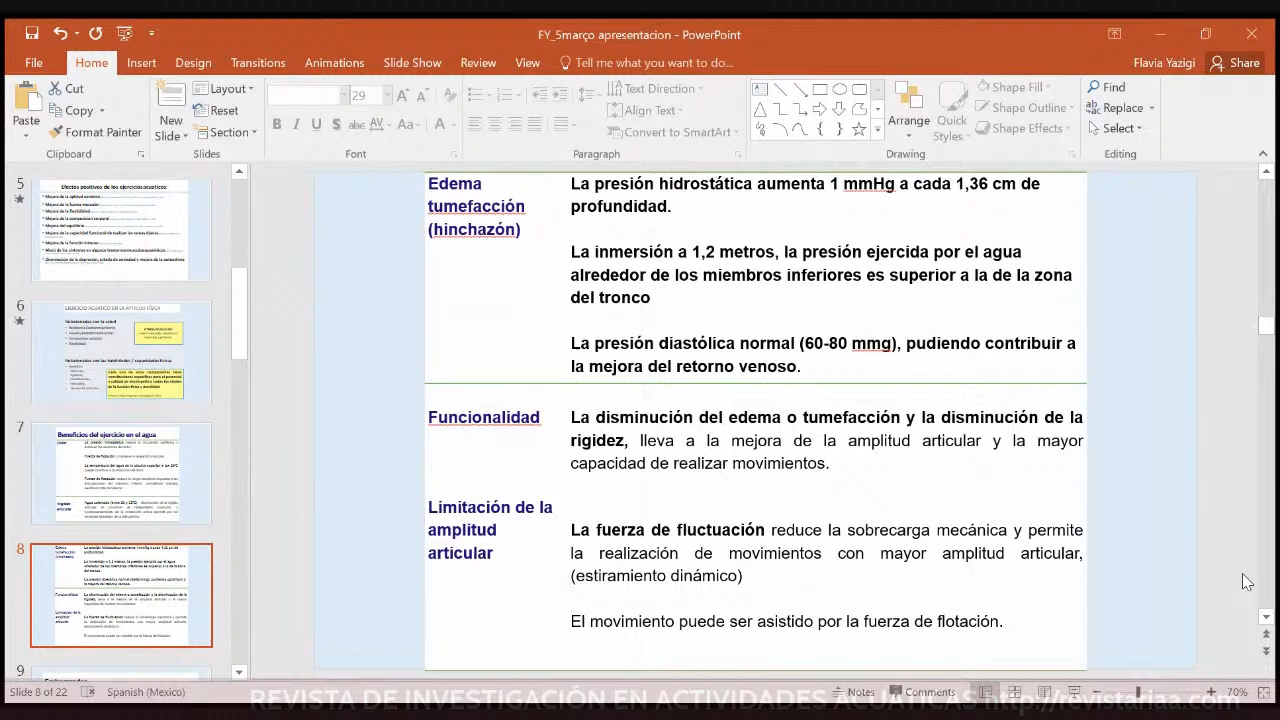 FY_5março apresentacion - PowerPoint
File Home Insert Design Transitions Animations Slide Show Review View Tell me what you want to do... Flavia Yazigi Share
Paste
Cut
Copy
Format Painter
Clipboard
New Slide
Layout
Reset
Section
Slides
29
Font
Text Direction
Align Text
Convert to SmartArt
Paragraph
Arrange
Quick Styles
Shape Fill
Shape Outline
Shape Effects
Drawing
Find
Replace
Select
Editing
5
Efectos positivos de los ejercicios acuticos:
6
EJERCICIO ACUATICO EN LA APTITUD FÍSICA
7
Beneficios del ejercicio en el agua
8
9
Edema
tumefacción
(hinchazón)
La presión hidrostática aumenta 1 mmHg a cada 1,36 cm de
profundidad.
La inmersión a 1,2 metros, la presión ejercida por el agua
alrededor de los miembros inferiores es superior a la de la zona
del tronco
La presión diastólica normal (60-80 mmg), pudiendo contribuir a
la mejora del retorno venoso.
Funcionalidad
La disminución del edema o tumefacción y la disminución de la
rigidez, lleva a la mejora de la amplitud articular y la mayor
capacidad de realizar movimientos.
Limitación de la
amplitud
articular
La fuerza de fluctuación reduce la sobrecarga mecánica y permite
la realización de movimientos con mayor amplitud articular,
(estiramiento dinámico)
El movimiento puede ser asistido por la fuerza de flotación.
Slide 8 of 22 Spanish (Mexico) Notes Comments 70%
REVISTA DE INVESTIGACIÓN EN ACTIVIDADES ACUÁTICAS http://revistariaa.com